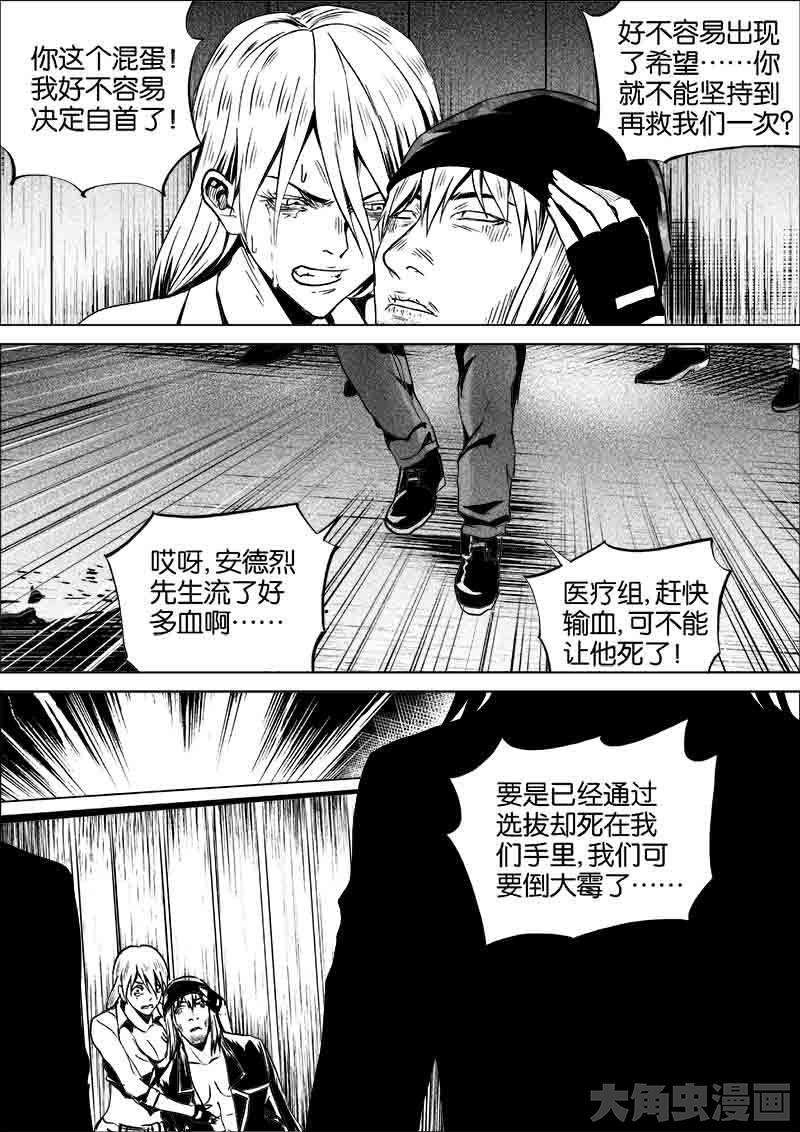 你这个混蛋！
我好不容易
决定自首了！
好不容易出现
了希望……你
就不能坚持到
再救我们一次？
哎呀，安德烈
先生流了好
多血啊……
医疗组，赶快
输血，可不能
让他死了！
要是已经通过
选拔却死在我
们手里，我们可
要倒大霉了……
大角虫漫画